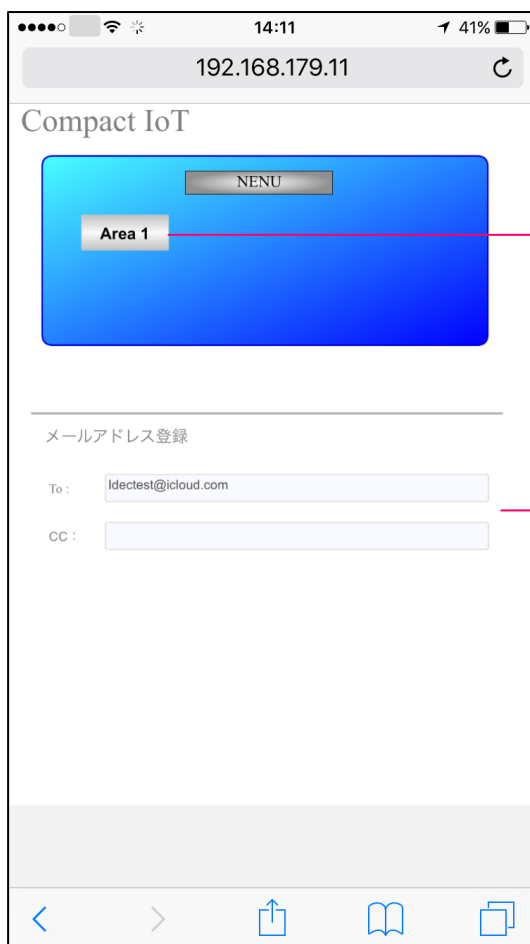 14:11
41%
192.168.179.11
Compact IoT
NENU
Area 1
メールアドレス登録
To :
Idectest@icloud.com
CC :